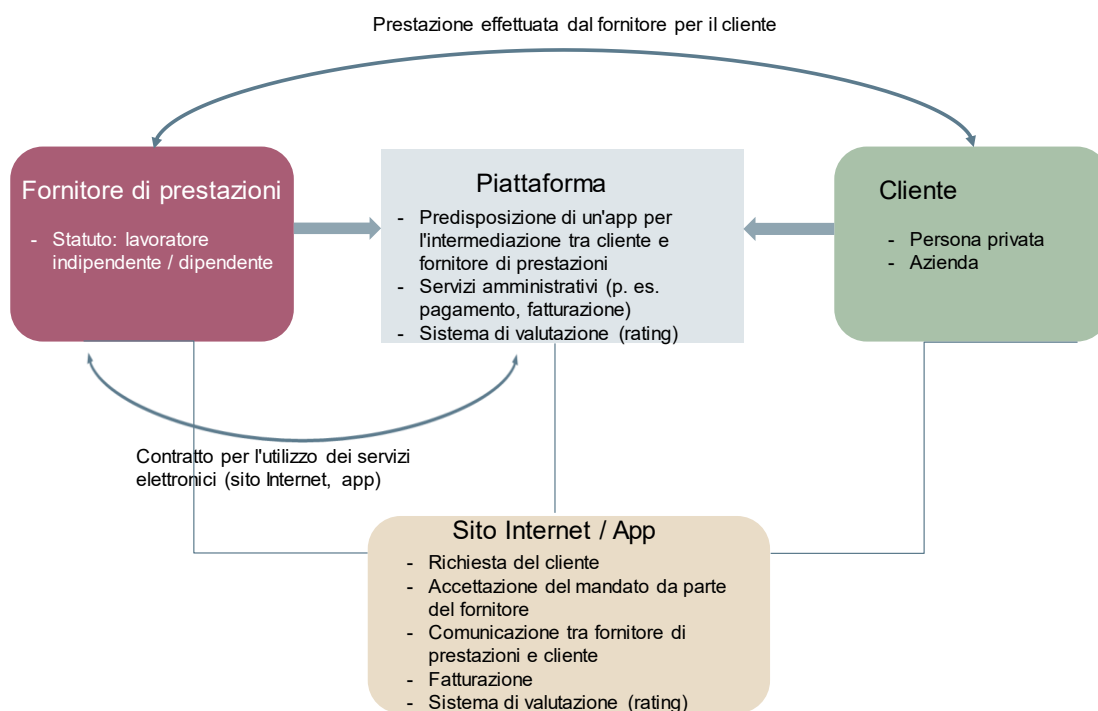 Prestazione effettuata dal fornitore per il cliente
Fornitore di prestazioni
- Statuto: lavoratore
indipendente / dipendente
Piattaforma
- Predisposizione di un'app per
l'intermediazione tra cliente e
fornitore di prestazioni
- Servizi amministrativi (p. es.
pagamento, fatturazione)
- Sistema di valutazione (rating)
Cliente
- Persona privata
- Azienda
Contratto per l'utilizzo dei servizi
elettronici (sito Internet, app)
Sito Internet / App
- Richiesta del cliente
- Accettazione del mandato da parte
del fornitore
- Comunicazione tra fornitore di
prestazioni e cliente
- Fatturazione
- Sistema di valutazione (rating)